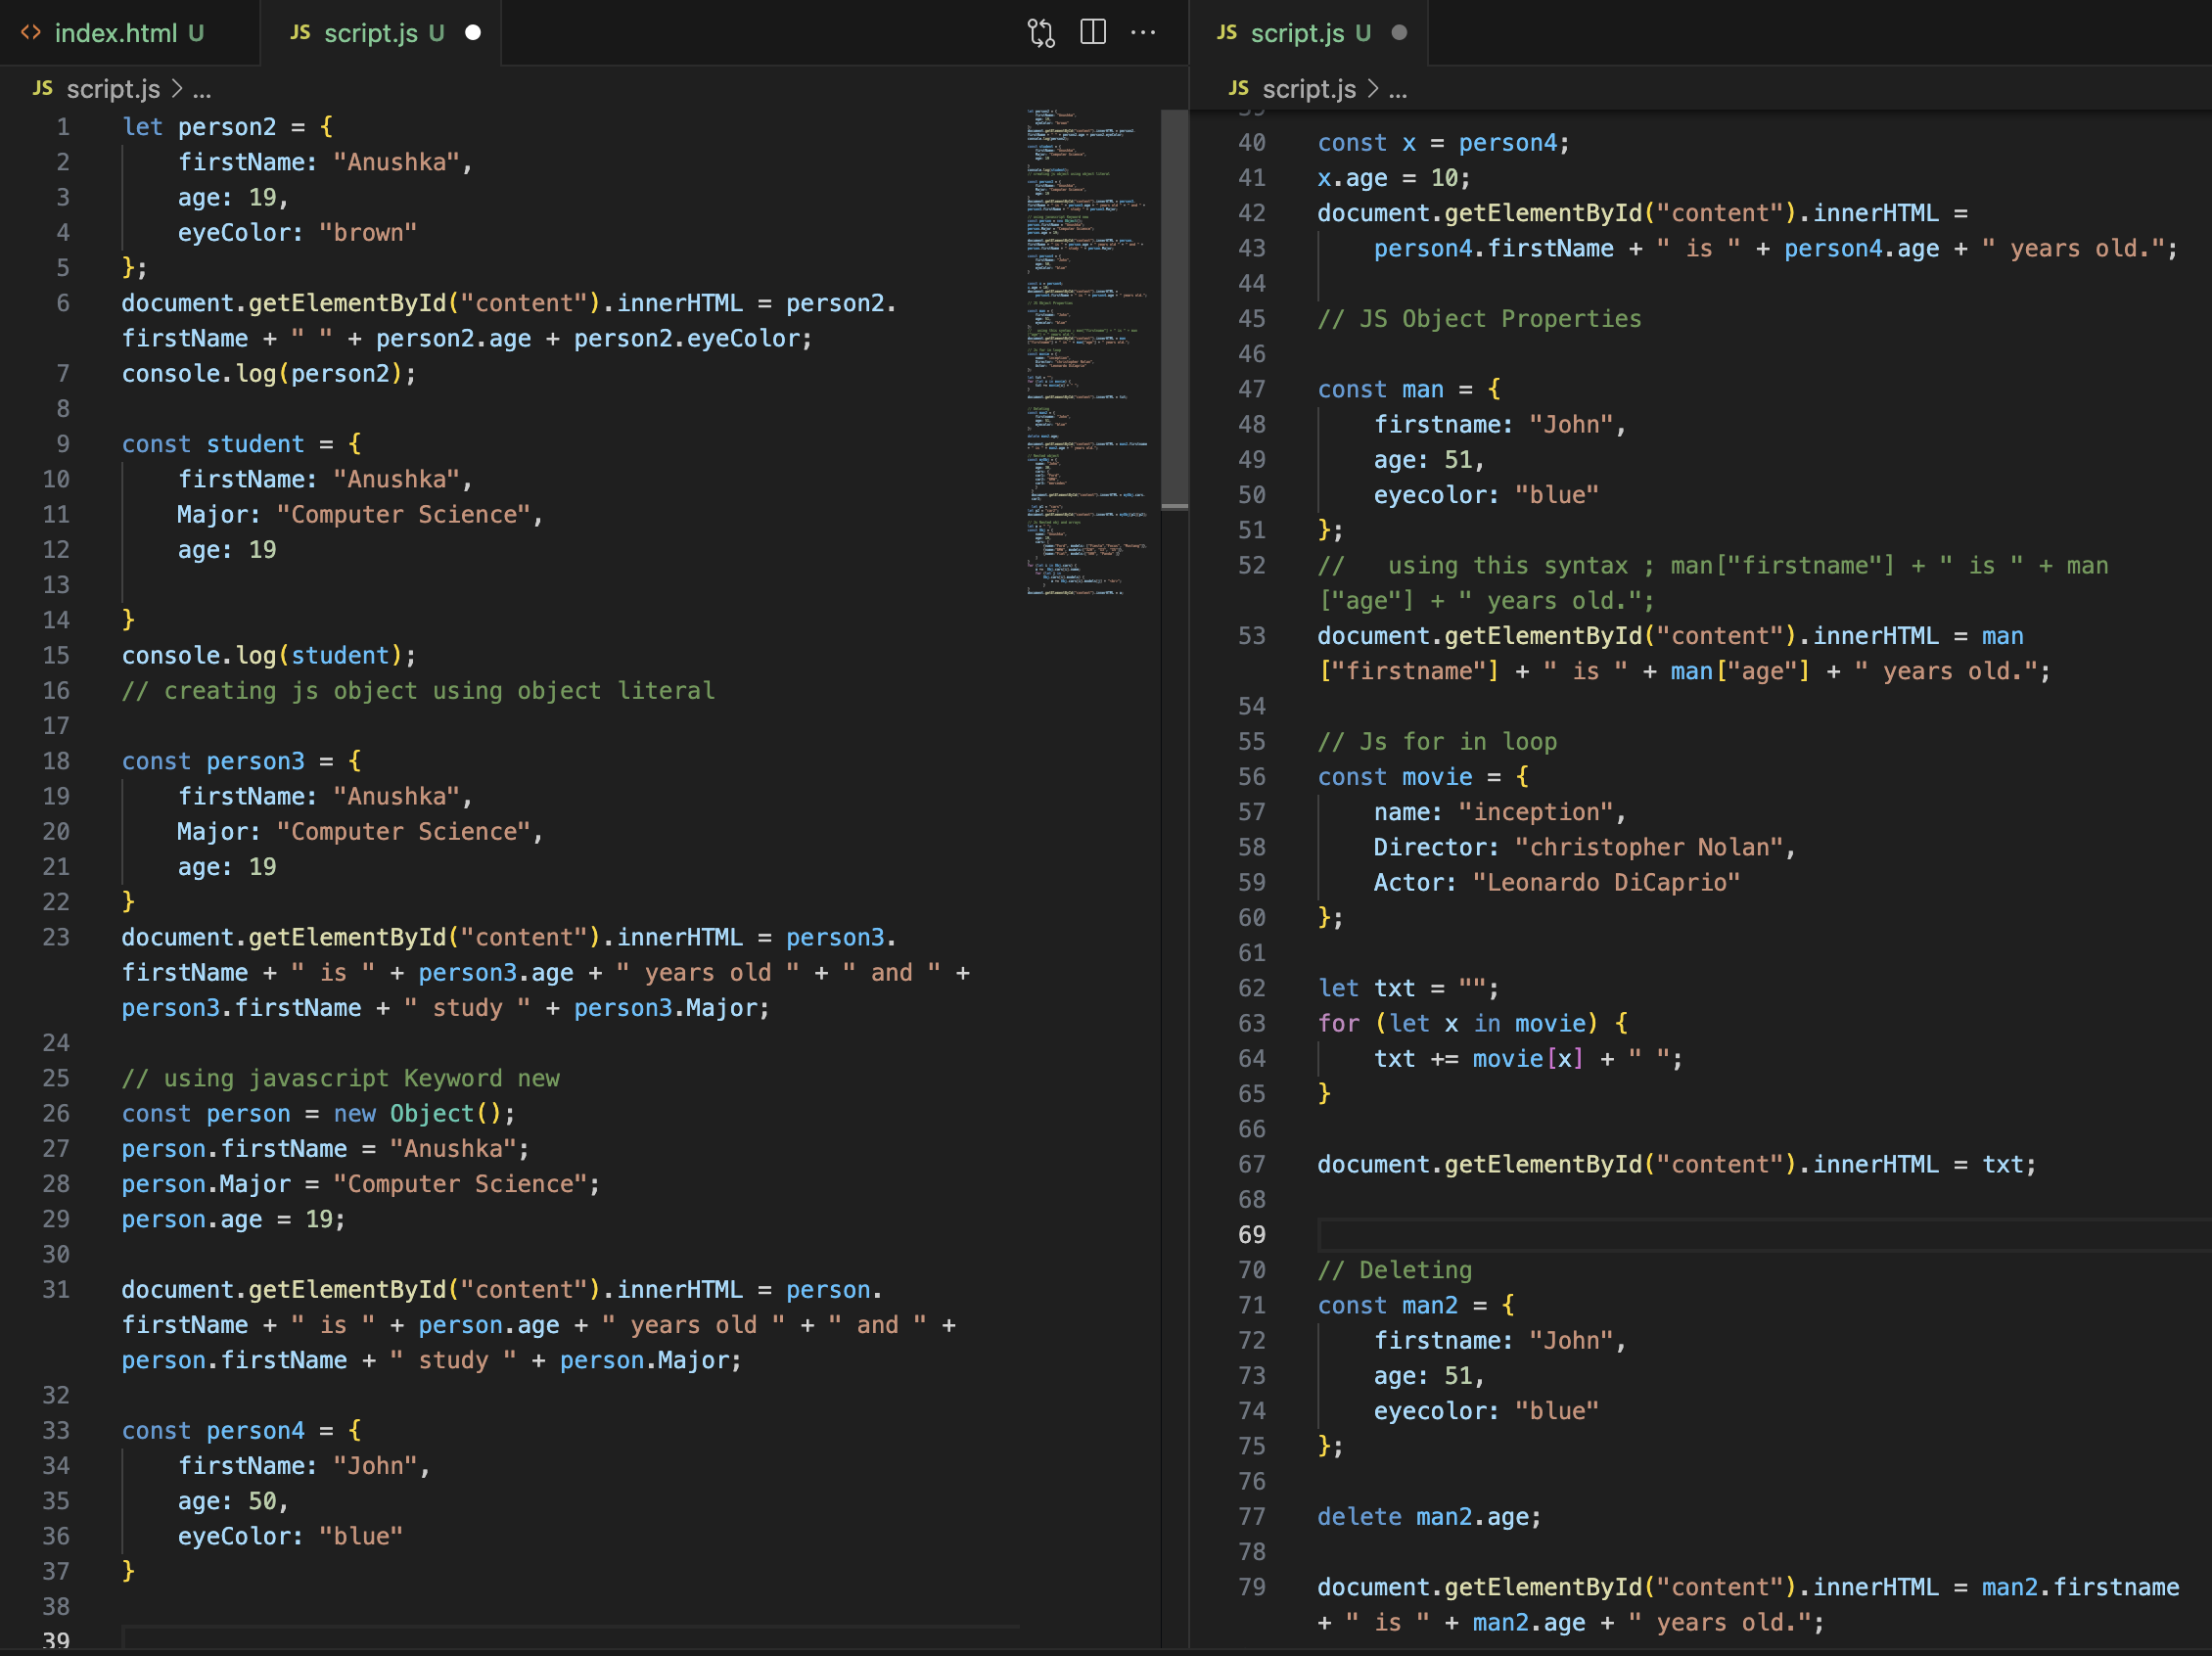 index.html U
JS script.js U
JS script.js > ...
1 let person2 = {
2     firstName: "Anushka",
3     age: 19,
4     eyeColor: "brown"
5 };
6 document.getElementById("content").innerHTML = person2.
firstName + " " + person2.age + person2.eyeColor;
7 console.log(person2);
8
9 const student = {
10     firstName: "Anushka",
11     Major: "Computer Science",
12     age: 19
13
14 }
15 console.log(student);
16 // creating js object using object literal
17
18 const person3 = {
19     firstName: "Anushka",
20     Major: "Computer Science",
21     age: 19
22 }
23 document.getElementById("content").innerHTML = person3.
firstName + " is " + person3.age + " years old " + " and " +
person3.firstName + " study " + person3.Major;
24
25 // using javascript Keyword new
26 const person = new Object();
27 person.firstName = "Anushka";
28 person.Major = "Computer Science";
29 person.age = 19;
30
31 document.getElementById("content").innerHTML = person.
firstName + " is " + person.age + " years old " + " and " +
person.firstName + " study " + person.Major;
32
33 const person4 = {
34     firstName: "John",
35     age: 50,
36     eyeColor: "blue"
37 }
38
39
JS script.js U
JS script.js > ...
39
40 const x = person4;
41 x.age = 10;
42 document.getElementById("content").innerHTML =
43     person4.firstName + " is " + person4.age + " years old.";
44
45 // JS Object Properties
46
47 const man = {
48     firstname: "John",
49     age: 51,
50     eyecolor: "blue"
51 };
52 //   using this syntax ; man["firstname"] + " is " + man
["age"] + " years old.";
53 document.getElementById("content").innerHTML = man
["firstname"] + " is " + man["age"] + " years old.";
54
55 // Js for in loop
56 const movie = {
57     name: "inception",
58     Director: "christopher Nolan",
59     Actor: "Leonardo DiCaprio"
60 };
61
62 let txt = "";
63 for (let x in movie) {
64     txt += movie[x] + " ";
65 }
66
67 document.getElementById("content").innerHTML = txt;
68
69
70 // Deleting
71 const man2 = {
72     firstname: "John",
73     age: 51,
74     eyecolor: "blue"
75 };
76
77 delete man2.age;
78
79 document.getElementById("content").innerHTML = man2.firstname
+ " is " + man2.age + " years old.";